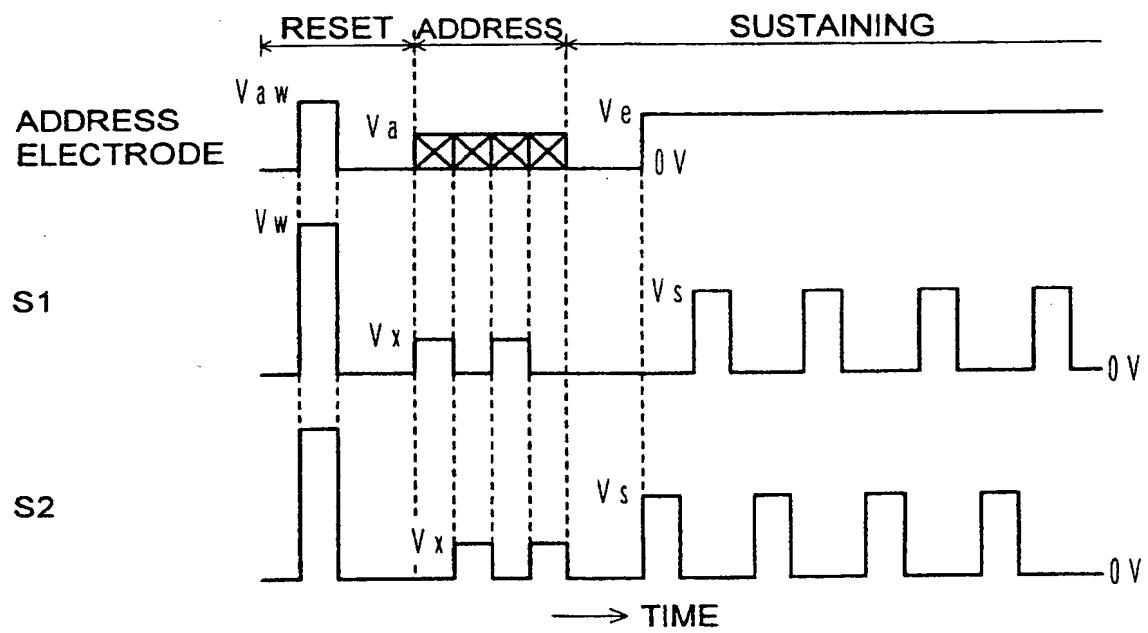 RESET ADDRESS SUSTAINING
Vaw
ADDRESS
ELECTRODE
Va
Ve
0V
Vw
S1
Vx
Vs
0V
S2
Vx
Vs
0V
TIME